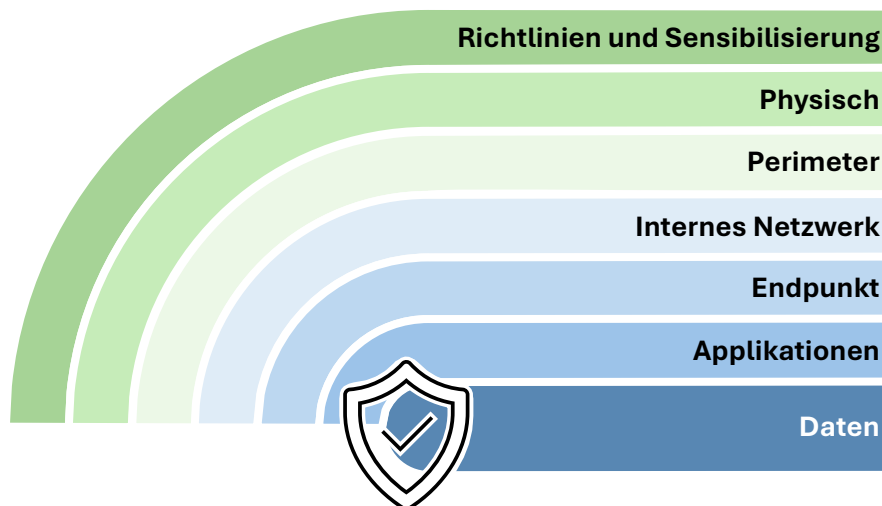 Richtlinien und Sensibilisierung
Physisch
Perimeter
Internes Netzwerk
Endpunkt
Applikationen
Daten